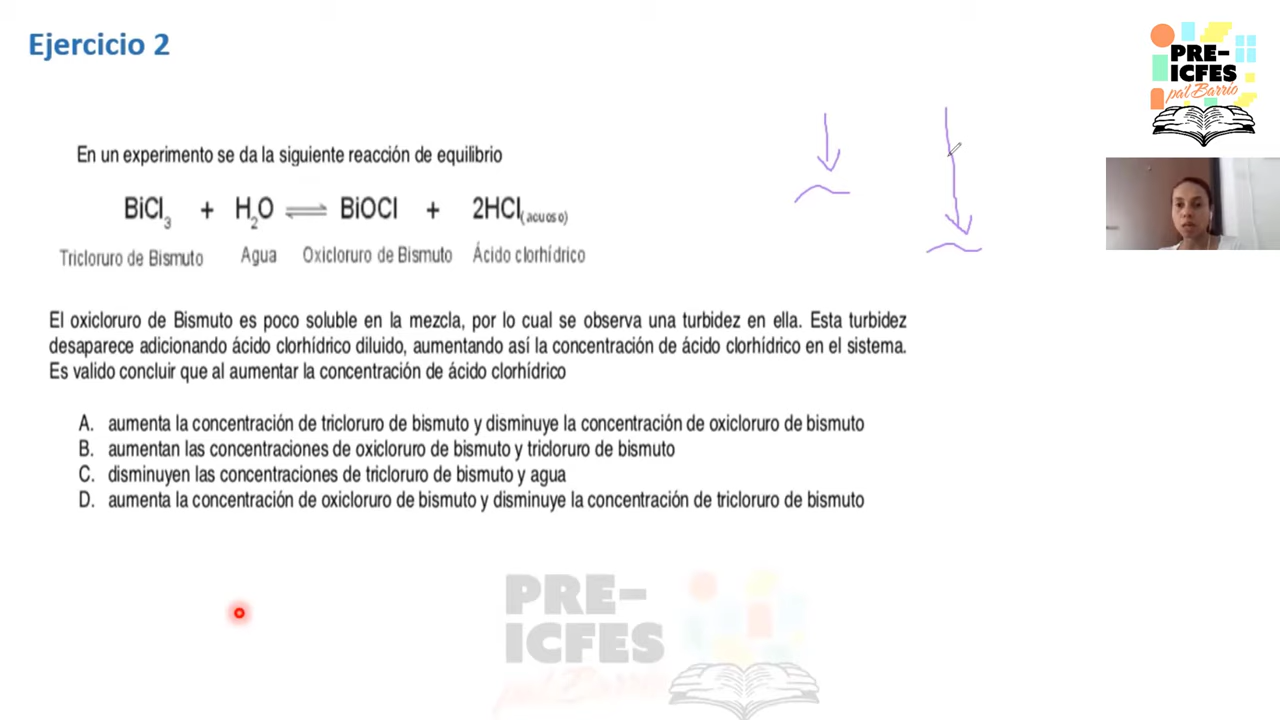 Ejercicio 2
PRE-
ICFES
pa'l Barrio
En un experimento se da la siguiente reacción de equilibrio
BiCl3 + H2O ⇌ BiOCl + 2HCl(acuoso)
Tricloruro de Bismuto Agua Oxicloruro de Bismuto Ácido clorhídrico
El oxicloruro de Bismuto es poco soluble en la mezcla, por lo cual se observa una turbidez en ella. Esta turbidez
desaparece adicionando ácido clorhídrico diluido, aumentando así la concentración de ácido clorhídrico en el sistema.
Es valido concluir que al aumentar la concentración de ácido clorhídrico
A. aumenta la concentración de tricloruro de bismuto y disminuye la concentración de oxicloruro de bismuto
B. aumentan las concentraciones de oxicloruro de bismuto y tricloruro de bismuto
C. disminuyen las concentraciones de tricloruro de bismuto y agua
D. aumenta la concentración de oxicloruro de bismuto y disminuye la concentración de tricloruro de bismuto
PRE-
ICFES
pa'l Barrio